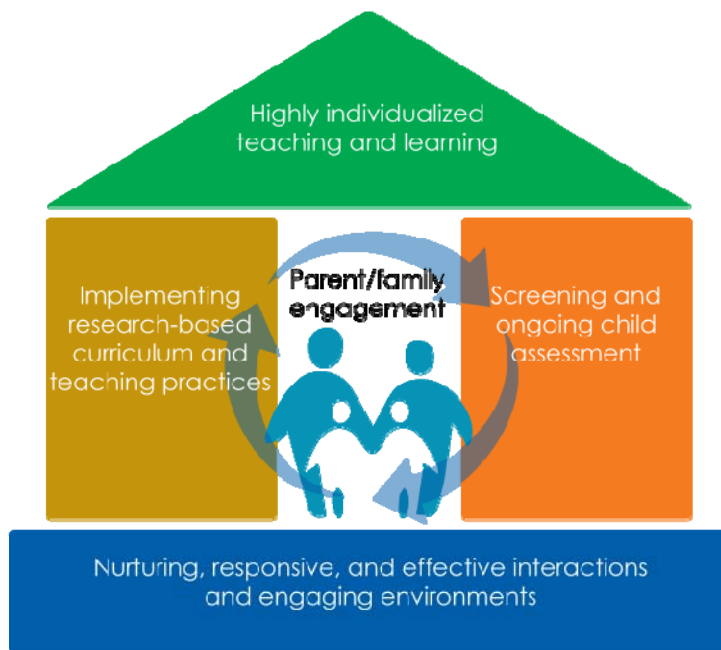 Highly individualized
teaching and learning
Parent/family
engagement
Implementing
research-based
curriculum and
teaching practices
Screening and
ongoing child
assessment
Nurturing, responsive, and effective interactions
and engaging environments